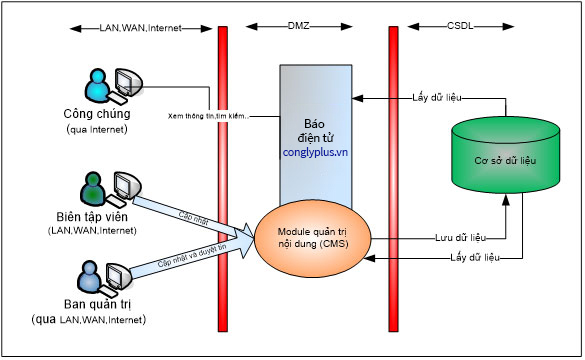 LAN,WAN,Internet
DMZ
CSDL
Công chúng
(qua Internet)
Xem thông tin,tìm kiếm...
Báo
điện tử
conglyplus.vn
Lấy dữ liệu
Cơ sở dữ liệu
Biên tập viên
(LAN,WAN,Internet)
Cập nhật
Module quản trị
nội dung (CMS)
Lưu dữ liệu
Lấy dữ liệu
Cập nhật và duyệt tin
Ban quản trị
(qua LAN,WAN,Internet)